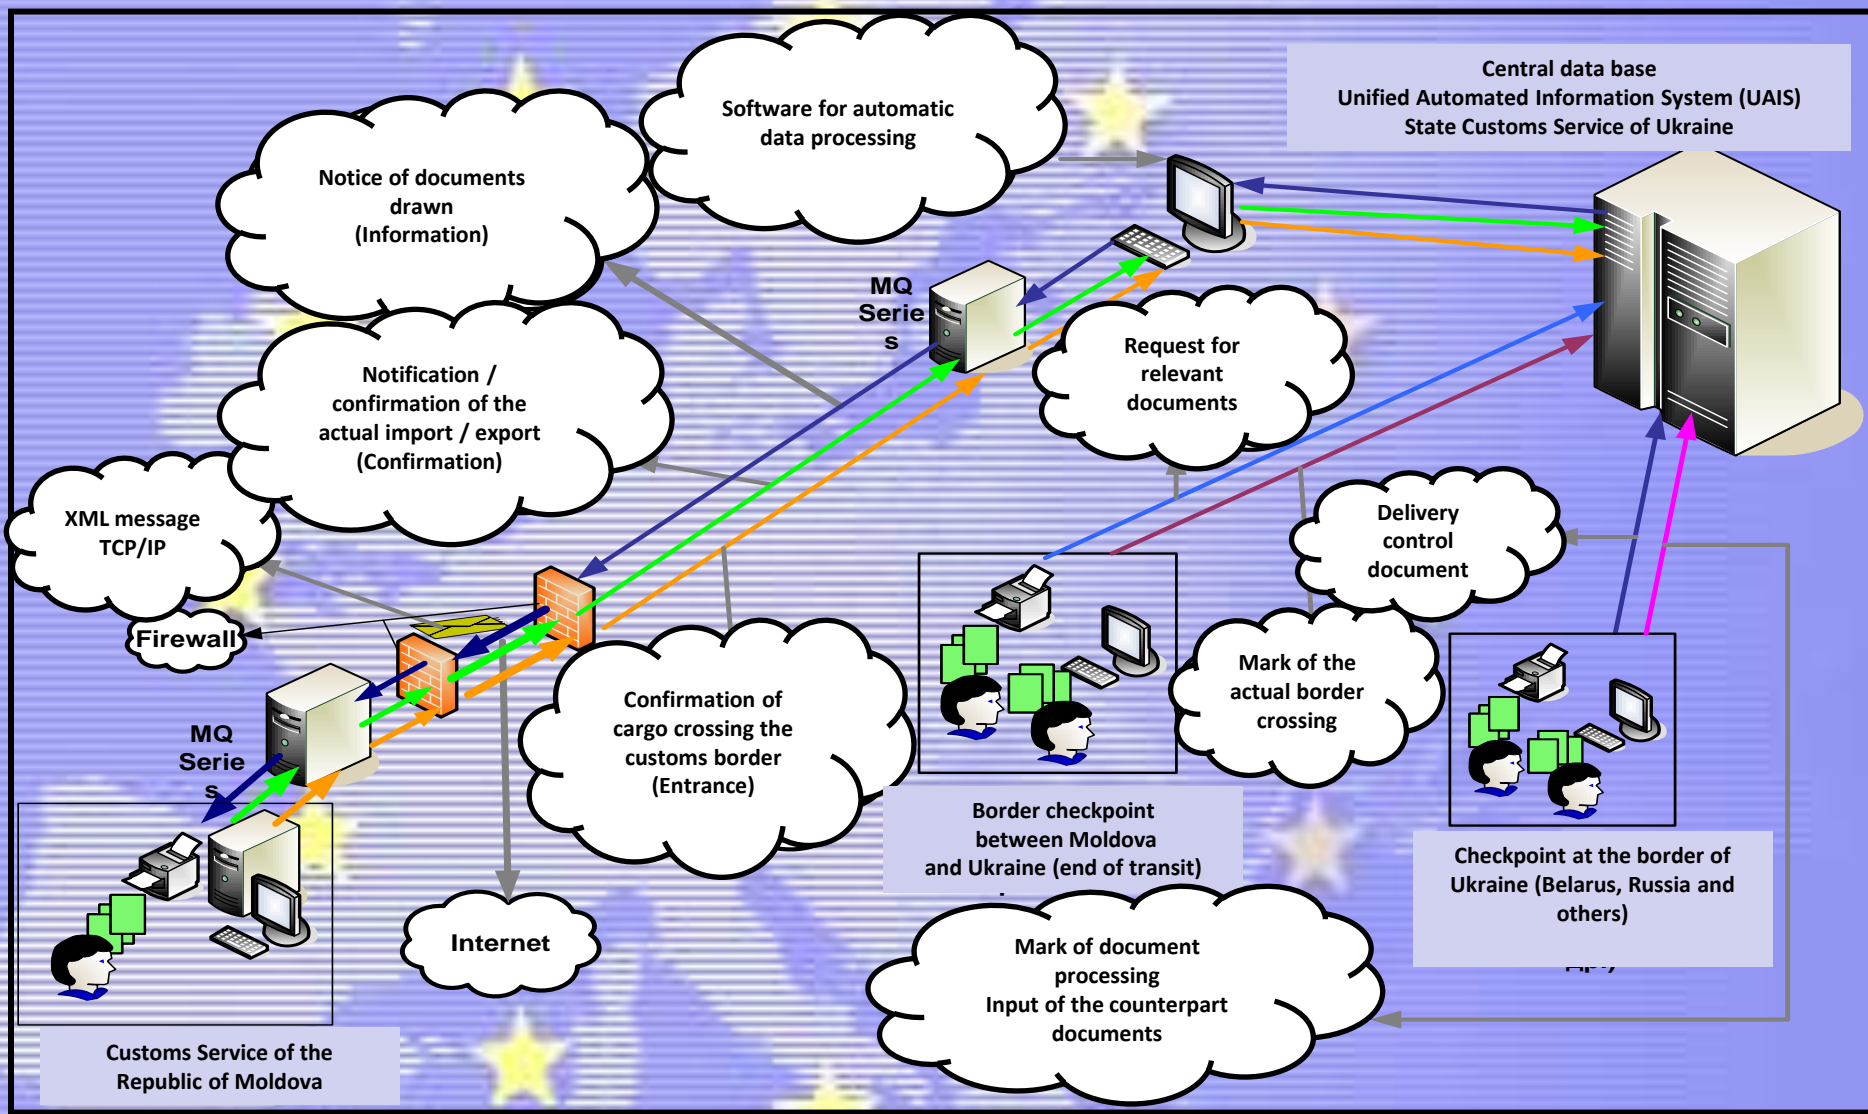 Central data base
Unified Automated Information System (UAIS)
State Customs Service of Ukraine
Software for automatic
data processing
Notice of documents
drawn
(Information)
MQ
Serie
s
Request for
relevant
documents
Notification /
confirmation of the
actual import / export
(Confirmation)
XML message
TCP/IP
Delivery
control
document
Firewall
Mark of the
actual border
crossing
Confirmation of
cargo crossing the
customs border
(Entrance)
MQ
Serie
s
Border checkpoint
between Moldova
and Ukraine (end of transit)
Checkpoint at the border of
Ukraine (Belarus, Russia and
others)
Internet
Mark of document
processing
Input of the counterpart
documents
Customs Service of the
Republic of Moldova